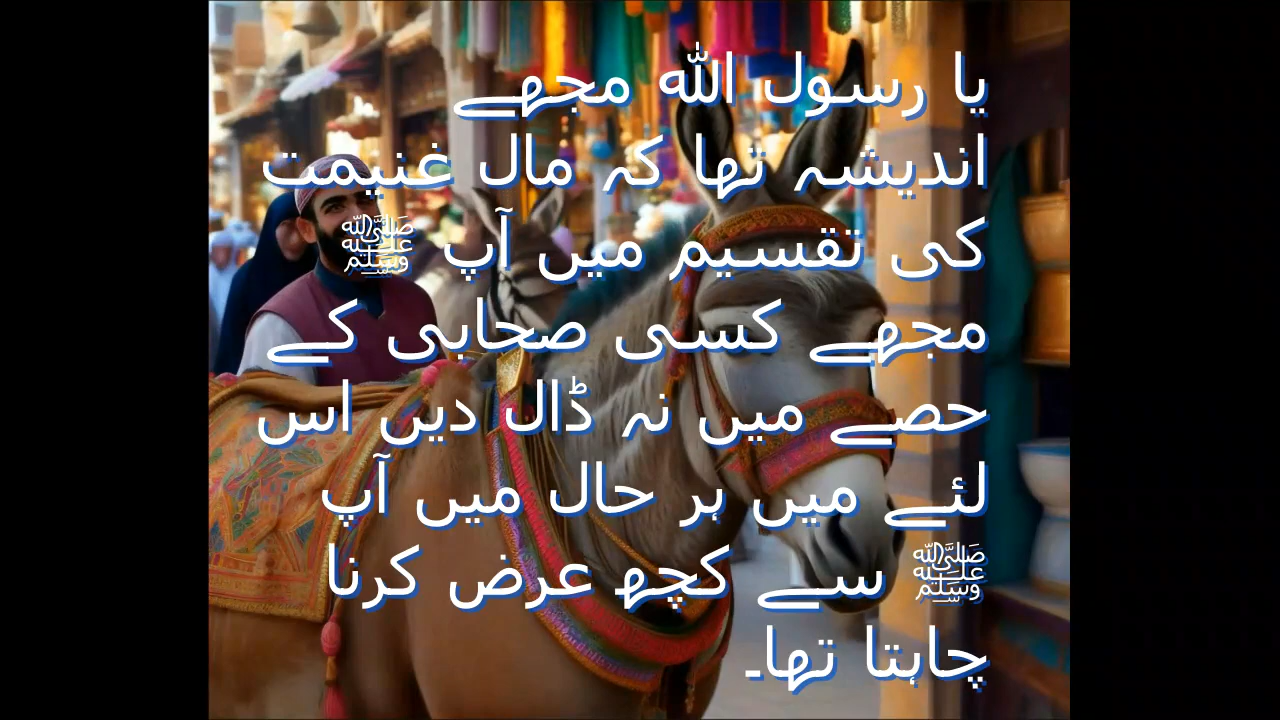 یا رسول الله مجھے
اندیشہ تھا کہ مال غنیمت
کی تقسیم میں آپ ﷺ
مجھے کسی صحابی کے
حصے میں نہ ڈال دیں اس
لئے میں ہر حال میں آپ
ﷺ سے کچھ عرض کرنا
چاہتا تھا۔